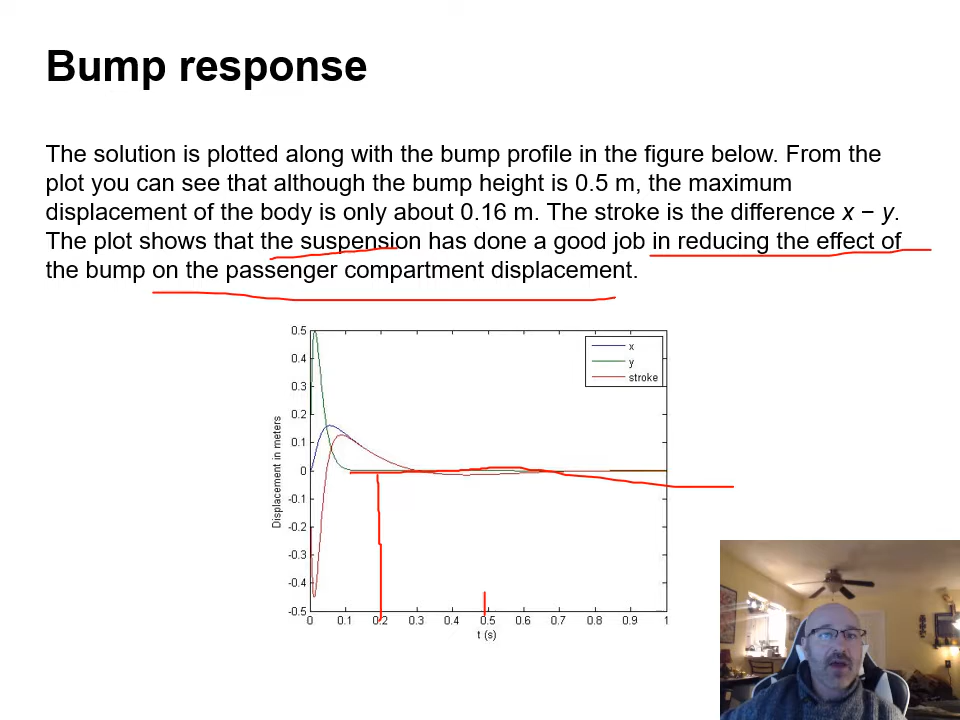 Bump response
The solution is plotted along with the bump profile in the figure below. From the
plot you can see that although the bump height is 0.5 m, the maximum
displacement of the body is only about 0.16 m. The stroke is the difference x − y.
The plot shows that the suspension has done a good job in reducing the effect of
the bump on the passenger compartment displacement.
0.5
0.4
0.3
0.2
0.1
0
-0.1
-0.2
-0.3
-0.4
-0.5
Displacement in meters
x
y
stroke
0 0.1 0.2 0.3 0.4 0.5 0.6 0.7 0.8 0.9 1
t (s)